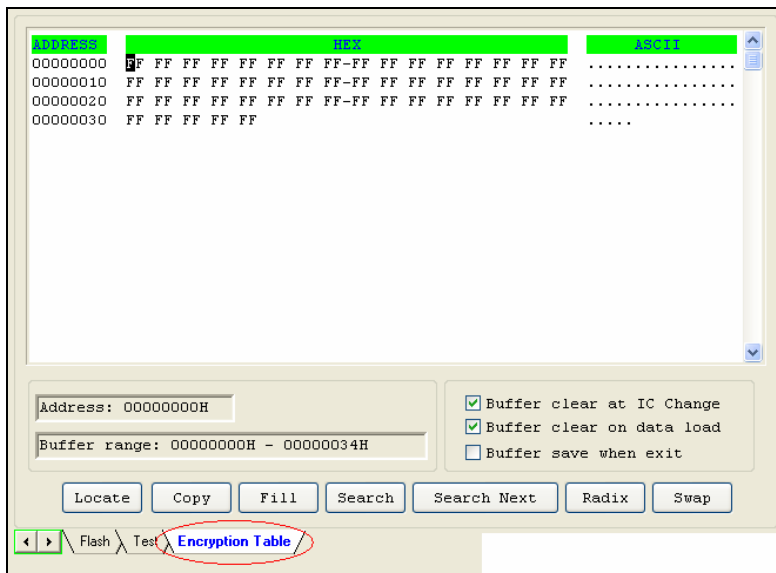 ADDRESS HEX ASCII
00000000 FF FF FF FF FF FF FF FF-FF FF FF FF FF FF FF FF ................
00000010 FF FF FF FF FF FF FF FF-FF FF FF FF FF FF FF FF ................
00000020 FF FF FF FF FF FF FF FF-FF FF FF FF FF FF FF FF ................
00000030 FF FF FF FF FF .....
Address: 00000000H
Buffer range: 00000000H - 00000034H
Buffer clear at IC Change
Buffer clear on data load
Buffer save when exit
Locate Copy Fill Search Search Next Radix Swap
Flash Test Encryption Table